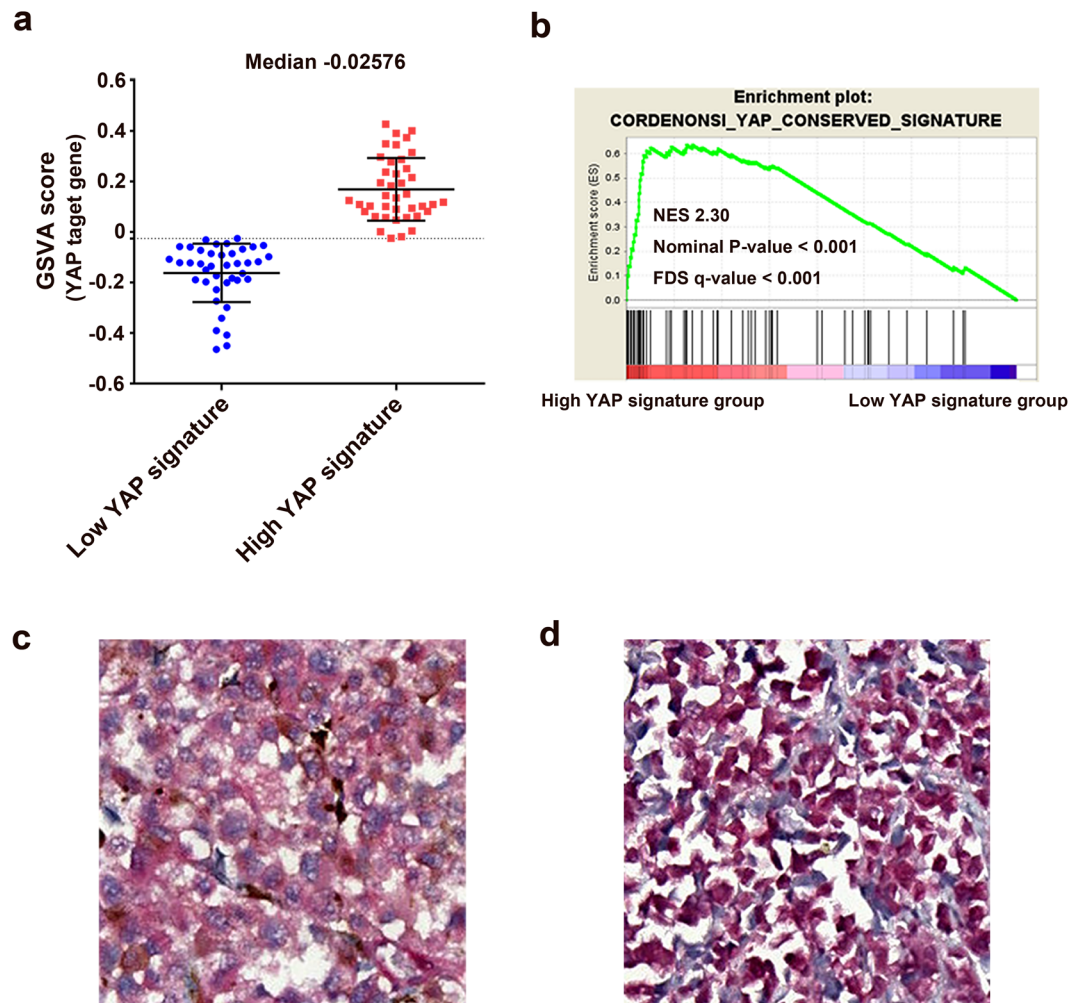 a
Median -0.02576
GSVA score
(YAP taget gene)
0.6
0.4
0.2
0
-0.2
-0.4
-0.6
Low YAP signature
High YAP signature
b
Enrichment plot:
CORDENONSI_YAP_CONSERVED_SIGNATURE
Enrichment score (ES)
0.6
0.5
0.4
0.3
0.2
0.1
0.0
NES 2.30
Nominal P-value < 0.001
FDS q-value < 0.001
High YAP signature group
Low YAP signature group
c
d